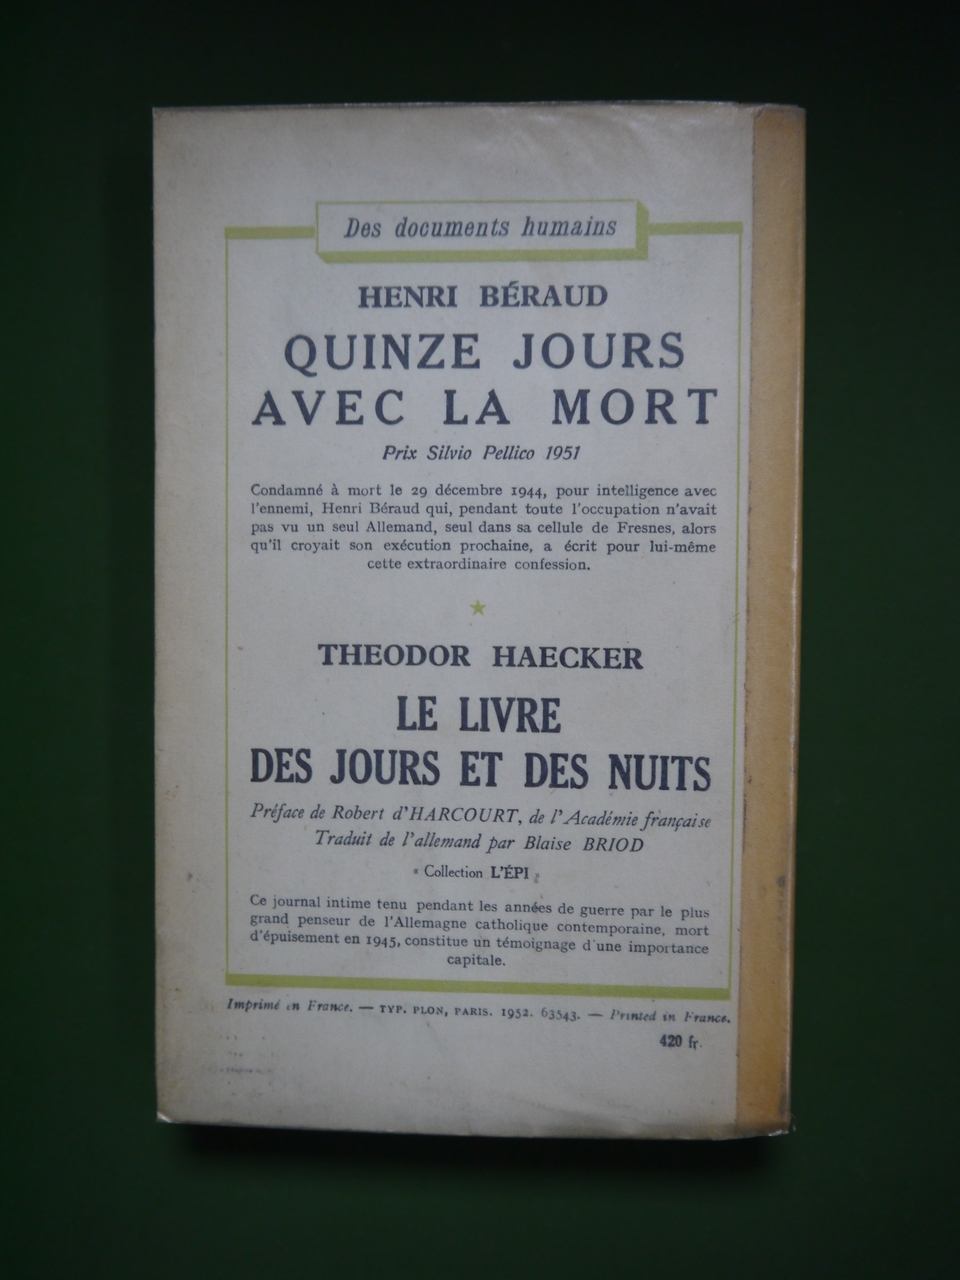 Des documents humains
HENRI BÉRAUD
QUINZE JOURS
AVEC LA MORT
Prix Silvio Pellico 1951
Condamné à mort le 29 décembre 1944, pour intelligence avec
l'ennemi, Henri Béraud qui, pendant toute l'occupation n'avait
pas vu un seul Allemand, seul dans sa cellule de Fresnes, alors
qu'il croyait son exécution prochaine, a écrit pour lui-même
cette extraordinaire confession.
THEODOR HAECKER
LE LIVRE
DES JOURS ET DES NUITS
Préface de Robert d'HARCOURT, de l'Académie française
Traduit de l'allemand par Blaise BRIOD
« Collection L'ÉPI »
Ce journal intime tenu pendant les années de guerre par le plus
grand penseur de l'Allemagne catholique contemporaine, mort
d'épuisement en 1945, constitue un témoignage d'une importance
capitale.
Imprimé en France. — TYP. PLON, PARIS. 1952. 63543. — Printed in France.
420 fr.